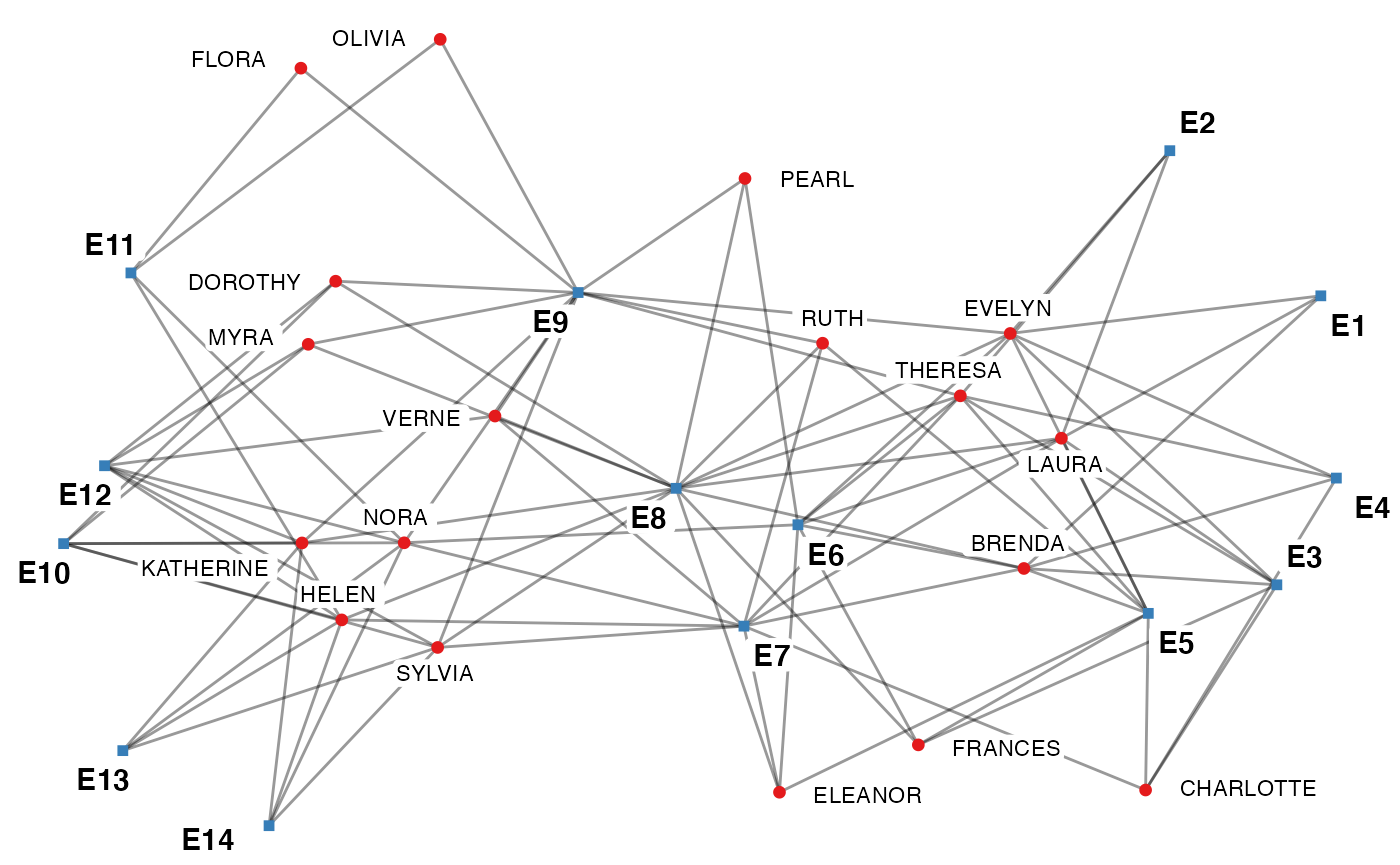 OLIVIA
FLORA
E2
PEARL
E11
DOROTHY
EVELYN
RUTH
E9
E1
MYRA
THERESA
VERNE
LAURA
E12
E4
NORA
E8
BRENDA
E6
E3
KATHERINE
E10
HELEN
E5
E7
SYLVIA
FRANCES
E13
CHARLOTTE
ELEANOR
E14